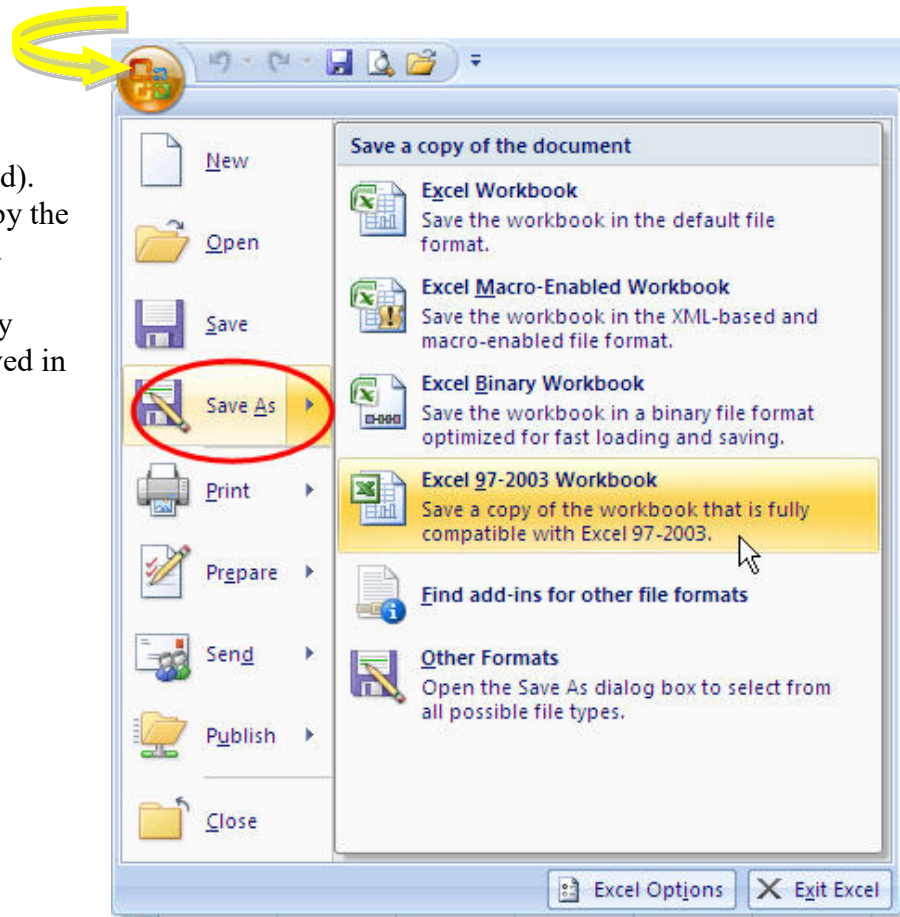 d).
by the
y
ed in
New
Open
Save
Save As
Print
Prepare
Send
Publish
Close
Save a copy of the document
Excel Workbook
Save the workbook in the default file
format.
Excel Macro-Enabled Workbook
Save the workbook in the XML-based and
macro-enabled file format.
Excel Binary Workbook
Save the workbook in a binary file format
optimized for fast loading and saving.
Excel 97-2003 Workbook
Save a copy of the workbook that is fully
compatible with Excel 97-2003.
Find add-ins for other file formats
Other Formats
Open the Save As dialog box to select from
all possible file types.
Excel Options
Exit Excel